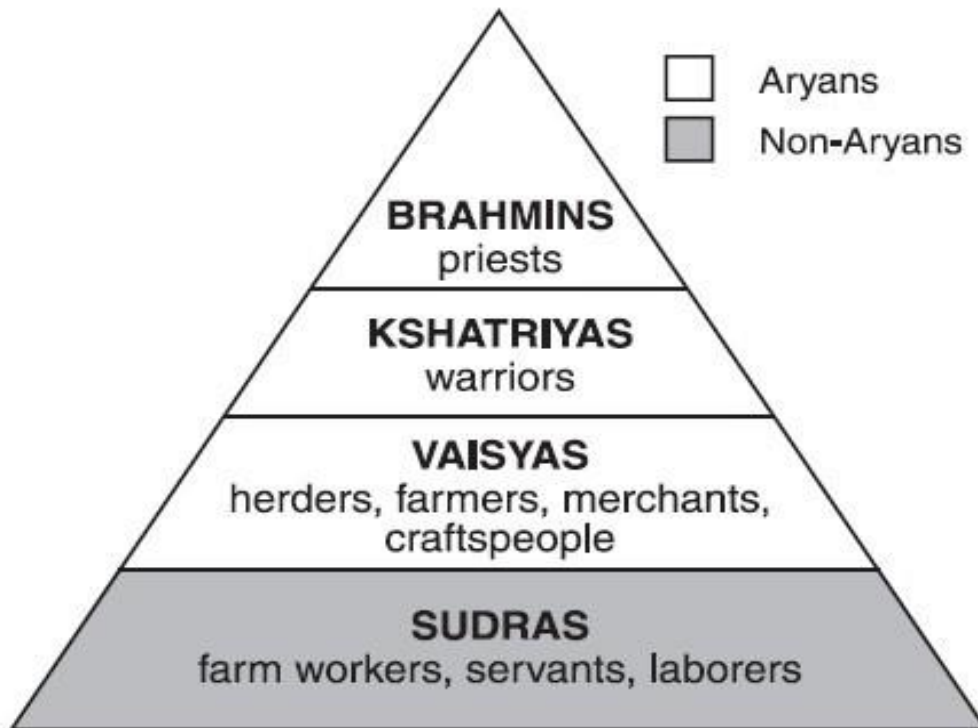 Aryans
Non-Aryans
BRAHMINS
priests
KSHATRIYAS
warriors
VAISYAS
herders, farmers, merchants,
craftspeople
SUDRAS
farm workers, servants, laborers